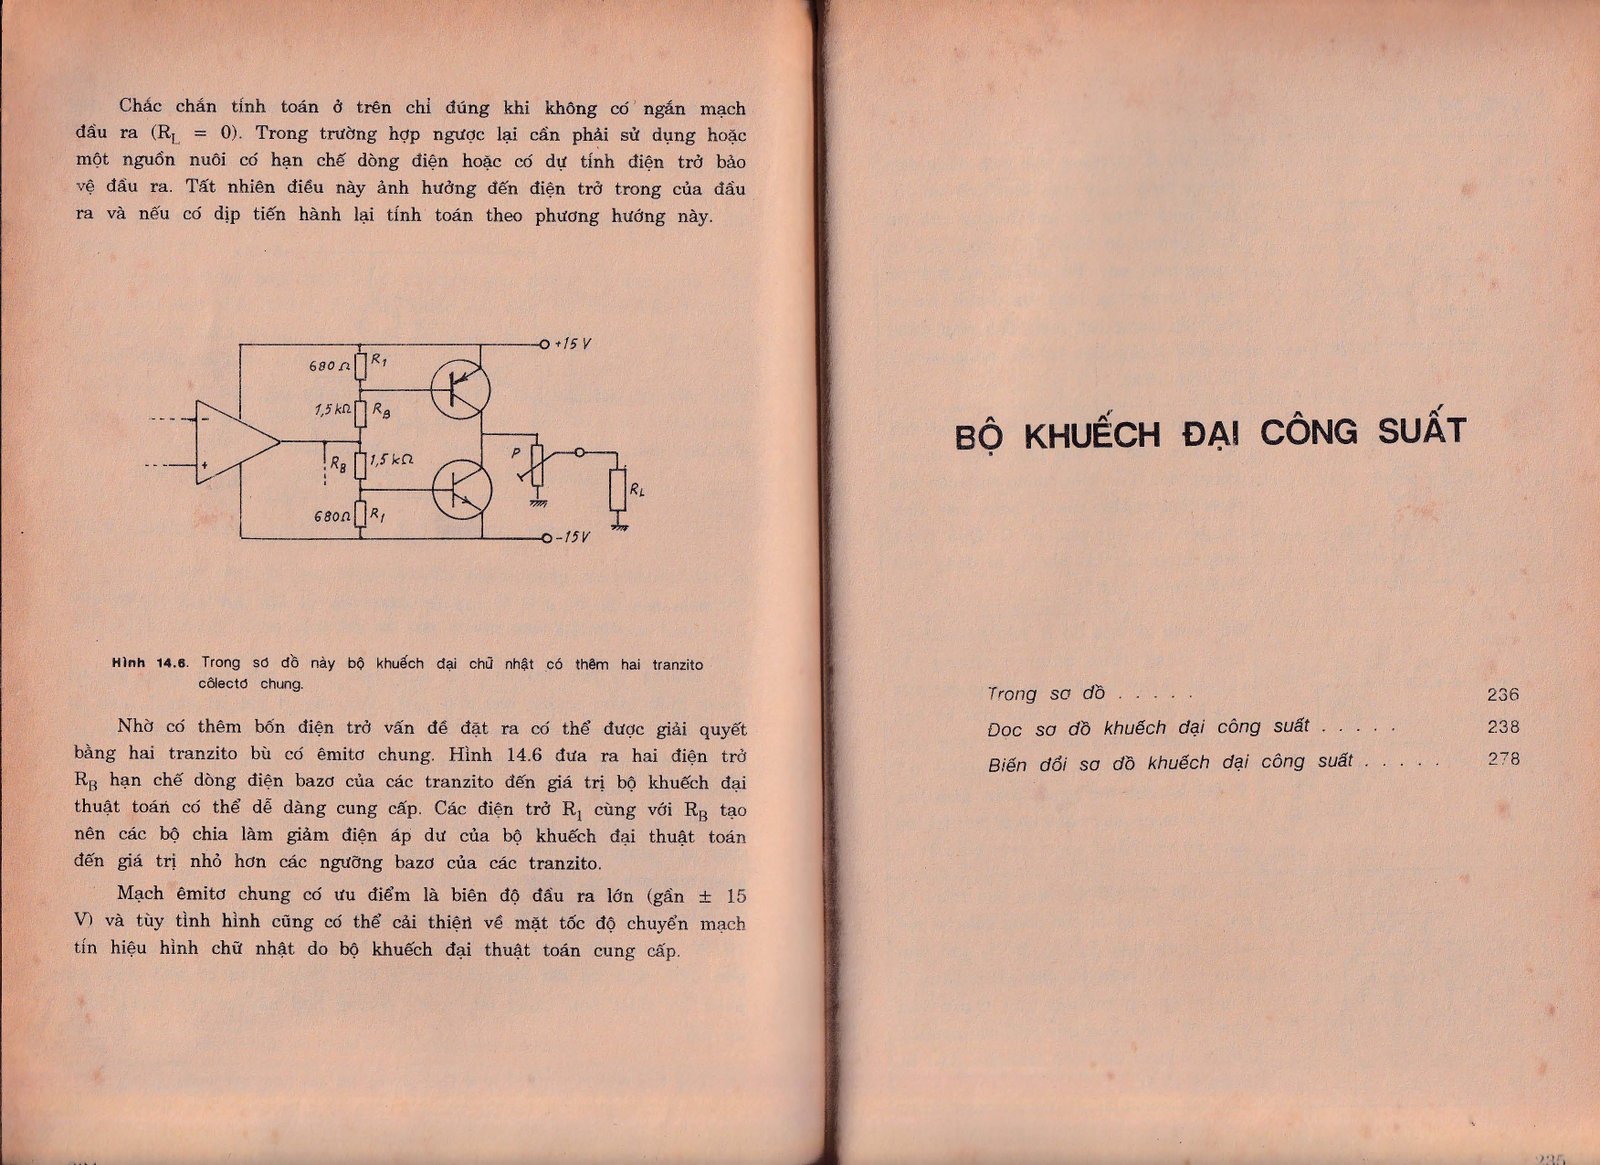 Chắc chắn tính toán ở trên chỉ đúng khi không có ngắn mạch
đầu ra (R_L = 0). Trong trường hợp ngược lại cần phải sử dụng hoặc
một nguồn nuôi có hạn chế dòng điện hoặc có dự tính điện trở bảo
vệ đầu ra. Tất nhiên điều này ảnh hưởng đến điện trở trong của đầu
ra và nếu có dịp tiến hành lại tính toán theo phương hướng này.
+15 V
680 Ω R1
1,5 kΩ RB
-
+
RB 1,5 kΩ
P
RL
680Ω R1
-15V
Hình 14.6. Trong sơ đồ này bộ khuếch đại chữ nhật có thêm hai tranzito
côlectơ chung.
Nhờ có thêm bốn điện trở vấn đề đặt ra có thể được giải quyết
bằng hai tranzito bù có êmitơ chung. Hình 14.6 đưa ra hai điện trở
R_B hạn chế dòng điện bazơ của các tranzito đến giá trị bộ khuếch đại
thuật toán có thể dễ dàng cung cấp. Các điện trở R_1 cùng với R_B tạo
nên các bộ chia làm giảm điện áp dư của bộ khuếch đại thuật toán
đến giá trị nhỏ hơn các ngưỡng bazơ của các tranzito.
Mạch êmitơ chung có ưu điểm là biên độ đầu ra lớn (gần ± 15
V) và tùy tình hình cũng có thể cải thiện về mặt tốc độ chuyển mạch
tín hiệu hình chữ nhật do bộ khuếch đại thuật toán cung cấp.
BỘ KHUẾCH ĐẠI CÔNG SUẤT
Trong sơ đồ . . . . . 236
Đọc sơ đồ khuếch đại công suất . . . . . 238
Biến đổi sơ đồ khuếch đại công suất . . . . . 278
235